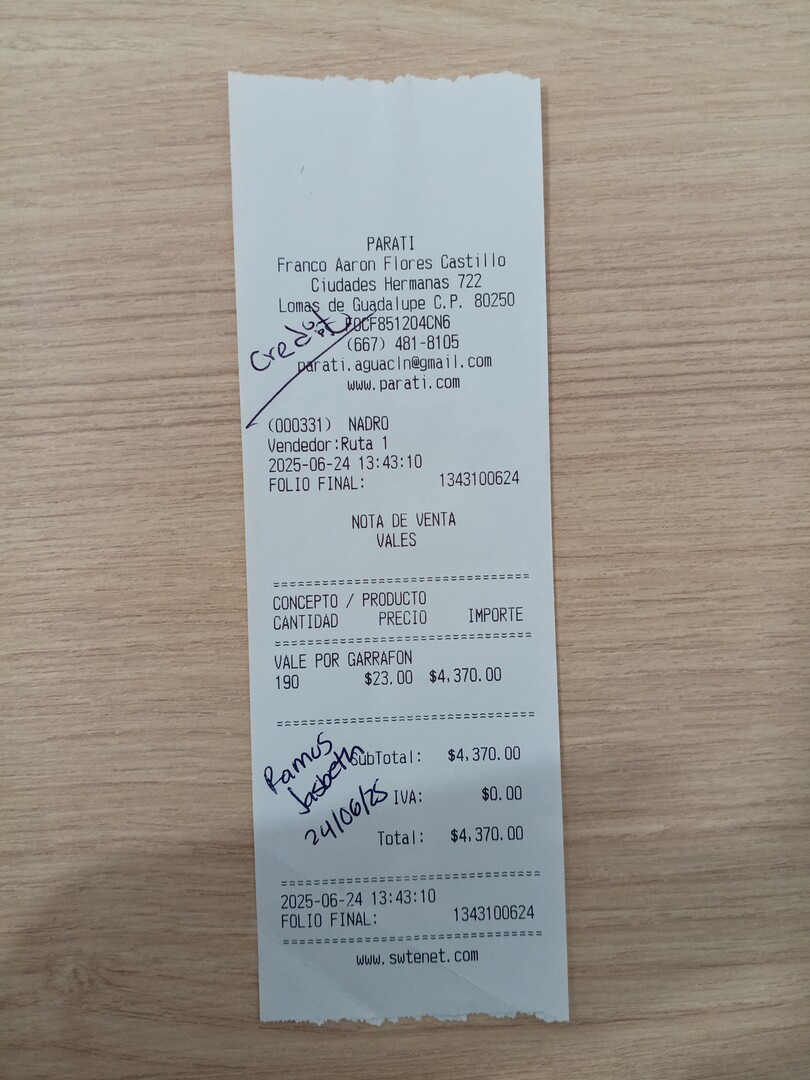 PARATI
Franco Aaron Flores Castillo
Ciudades Hermanas 722
Lomas de Guadalupe C.P. 80250
FOCF851204CN6
(667) 481-8105
parati.aguacln@gmail.com
www.parati.com
(000331) NADRO
Vendedor:Ruta 1
2025-06-24 13:43:10
FOLIO FINAL: 1343100624
NOTA DE VENTA
VALES
CONCEPTO / PRODUCTO
CANTIDAD PRECIO IMPORTE
VALE POR GARRAFON
190 $23.00 $4,370.00
Ramos
Jasbeth
24/06/25
SubTotal: $4,370.00
IVA: $0.00
Total: $4,370.00
2025-06-24 13:43:10
FOLIO FINAL: 1343100624
www.swtenet.com